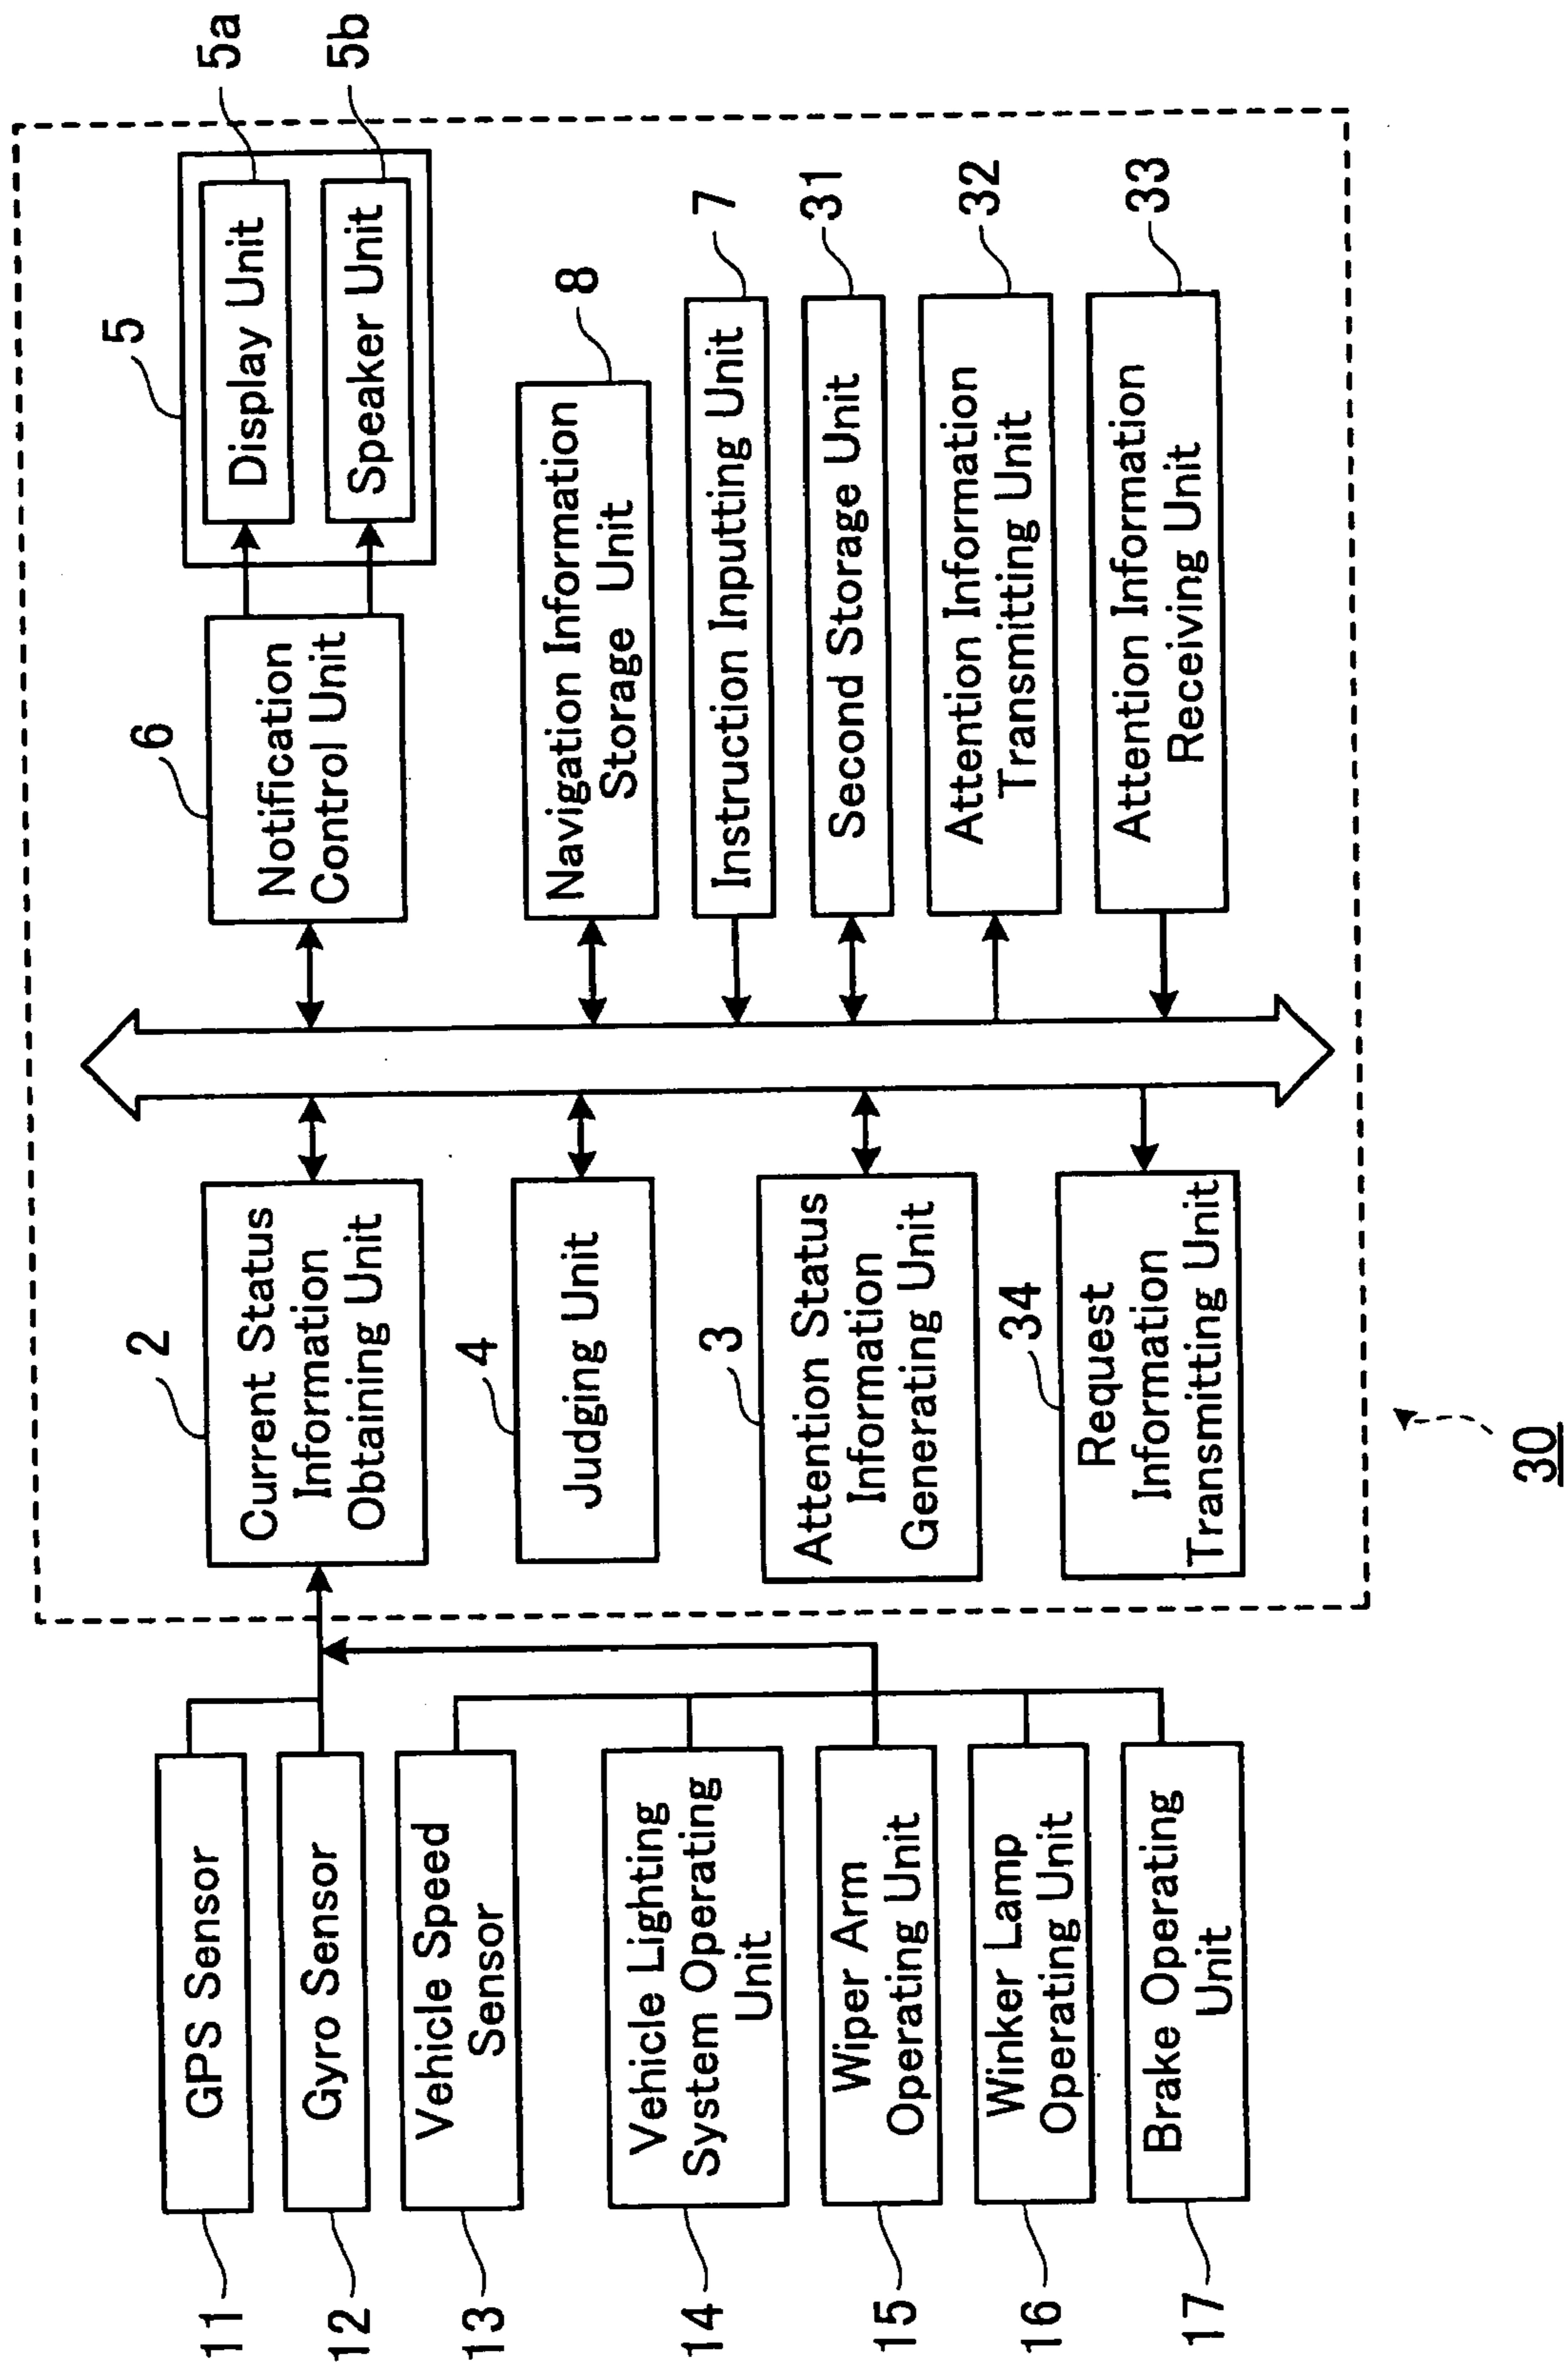 11
GPS Sensor
12
Gyro Sensor
13
Vehicle Speed
Sensor
14
Vehicle Lighting
System Operating
Unit
15
Wiper Arm
Operating Unit
16
Winker Lamp
Operating Unit
17
Brake Operating
Unit
2
Current Status
Information
Obtaining Unit
4
Judging Unit
3
Attention Status
Information
Generating Unit
34
Request
Information
Transmitting Unit
6
Notification
Control Unit
5
Display Unit
5a
Speaker Unit
5b
8
Navigation Information
Storage Unit
7
Instruction Inputting Unit
31
Second Storage Unit
32
Attention Information
Transmitting Unit
33
Attention Information
Receiving Unit
30